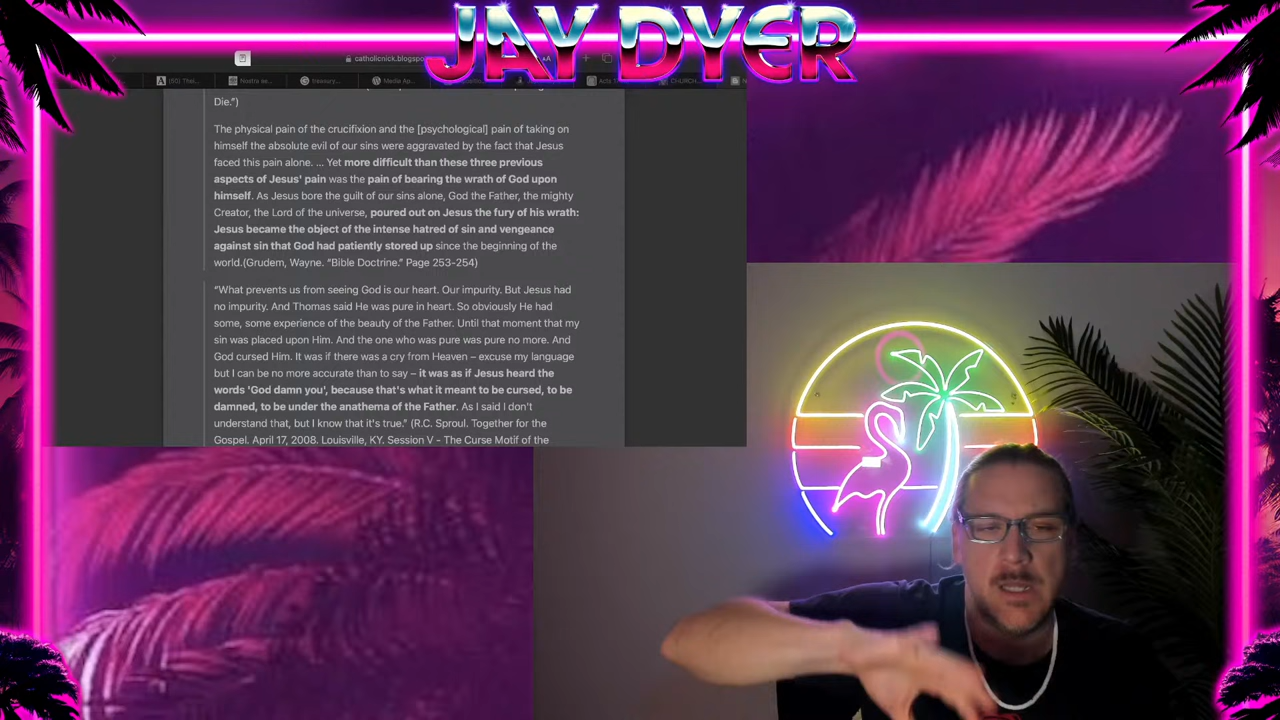 JAY DYER
catholicnick.blogspo
AA
(60) Thei...
Nostra ae...
treasury...
Media Ap...
Acts
CHURCH...
Die.")
The physical pain of the crucifixion and the [psychological] pain of taking on
himself the absolute evil of our sins were aggravated by the fact that Jesus
faced this pain alone. ... Yet more difficult than these three previous
aspects of Jesus' pain was the pain of bearing the wrath of God upon
himself. As Jesus bore the guilt of our sins alone, God the Father, the mighty
Creator, the Lord of the universe, poured out on Jesus the fury of his wrath:
Jesus became the object of the intense hatred of sin and vengeance
against sin that God had patiently stored up since the beginning of the
world.(Grudem, Wayne. "Bible Doctrine." Page 253-254)
"What prevents us from seeing God is our heart. Our impurity. But Jesus had
no impurity. And Thomas said He was pure in heart. So obviously He had
some, some experience of the beauty of the Father. Until that moment that my
sin was placed upon Him. And the one who was pure was pure no more. And
God cursed Him. It was if there was a cry from Heaven – excuse my language
but I can be no more accurate than to say – it was as if Jesus heard the
words 'God damn you', because that's what it meant to be cursed, to be
damned, to be under the anathema of the Father. As I said I don't
understand that, but I know that it's true." (R.C. Sproul. Together for the
Gospel. April 17, 2008. Louisville, KY. Session V - The Curse Motif of the